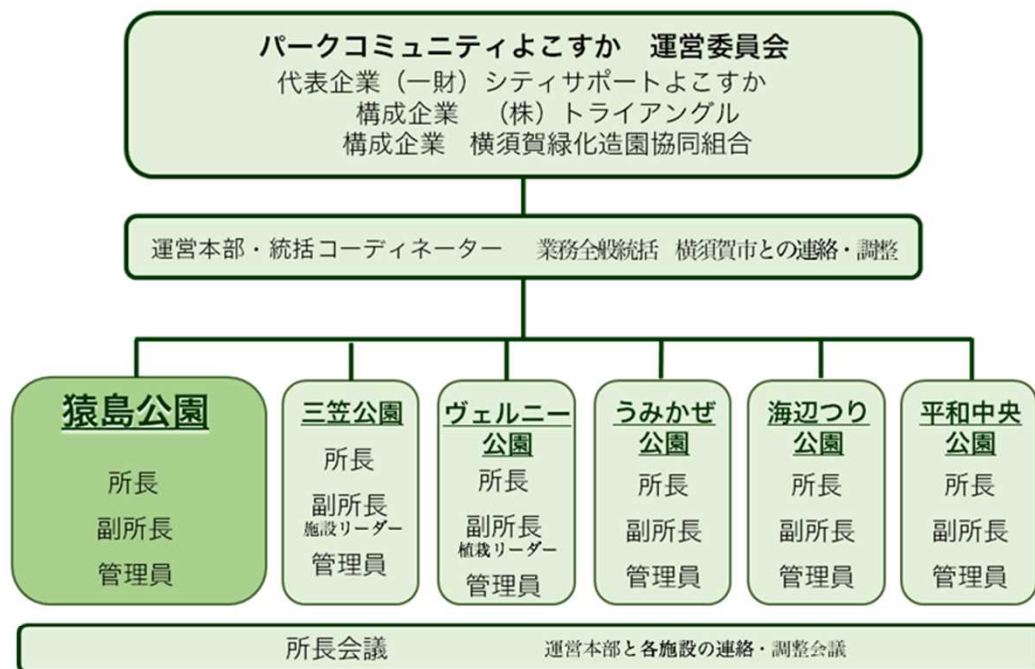 パークコミュニティよこすか　運営委員会
代表企業（一財）シティサポートよこすか
構成企業　（株）トライアングル
構成企業　横須賀緑化造園協同組合
運営本部・統括コーディネーター　業務全般統括　横須賀市との連絡・調整
猿島公園
所長
副所長
管理員
三笠公園
所長
副所長
施設リーダー
管理員
ヴェルニー
公園
所長
副所長
植栽リーダー
管理員
うみかぜ
公園
所長
副所長
管理員
海辺つり
公園
所長
副所長
管理員
平和中央
公園
所長
副所長
管理員
所長会議　運営本部と各施設の連絡・調整会議